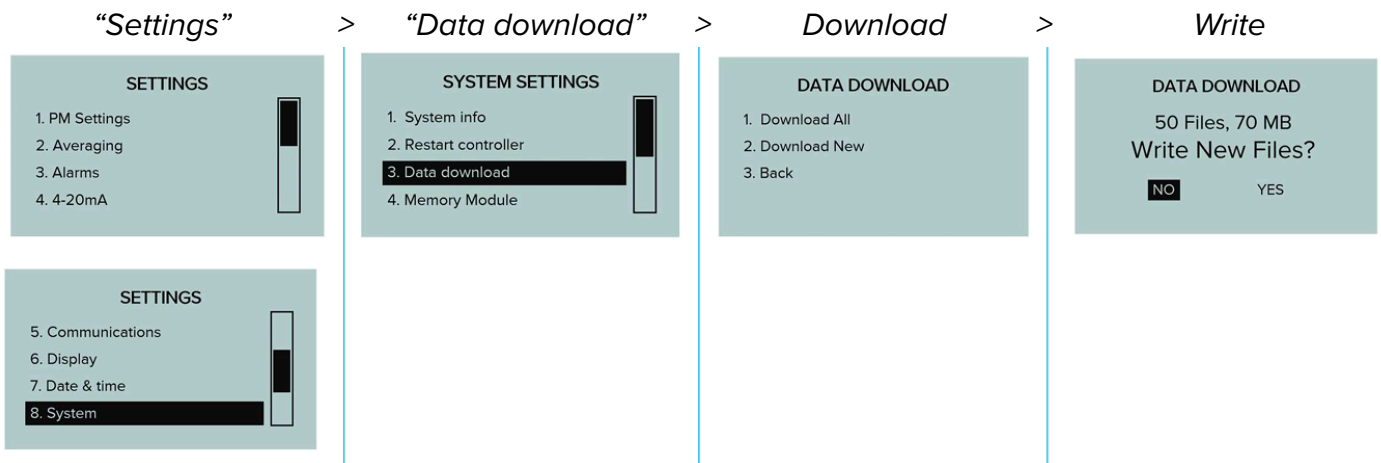 “Settings” > “Data download” > Download > Write
SETTINGS
1. PM Settings
2. Averaging
3. Alarms
4. 4-20mA
SETTINGS
5. Communications
6. Display
7. Date & time
8. System
SYSTEM SETTINGS
1. System info
2. Restart controller
3. Data download
4. Memory Module
DATA DOWNLOAD
1. Download All
2. Download New
3. Back
DATA DOWNLOAD
50 Files, 70 MB
Write New Files?
NO YES